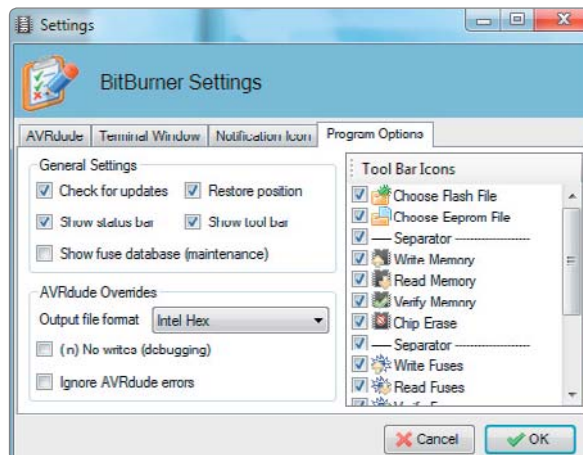 Settings
BitBurner Settings
AVRdude Terminal Window Notification Icon Program Options
General Settings
Check for updates Restore position
Show status bar Show tool bar
Show fuse database (maintenance)
AVRdude Overrides
Output file format Intel Hex
(n) No writes (debugging)
Ignore AVRdude errors
Tool Bar Icons
Choose Flash File
Choose Eeprom File
---- Separator --------------------
Write Memory
Read Memory
Verify Memory
Chip Erase
---- Separator --------------------
Write Fuses
Read Fuses
Cancel OK